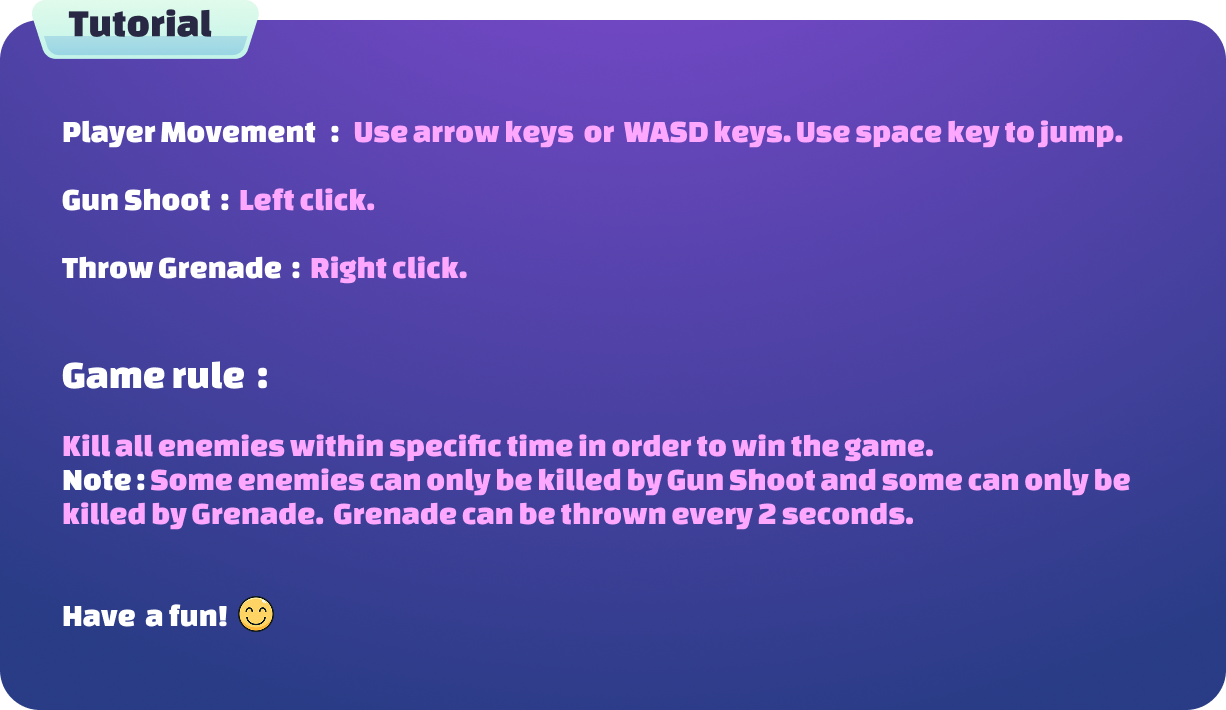 Tutorial
Player Movement : Use arrow keys or WASD keys. Use space key to jump.
Gun Shoot : Left click.
Throw Grenade : Right click.
Game rule :
Kill all enemies within specific time in order to win the game.
Note : Some enemies can only be killed by Gun Shoot and some can only be
killed by Grenade. Grenade can be thrown every 2 seconds.
Have a fun! 😊